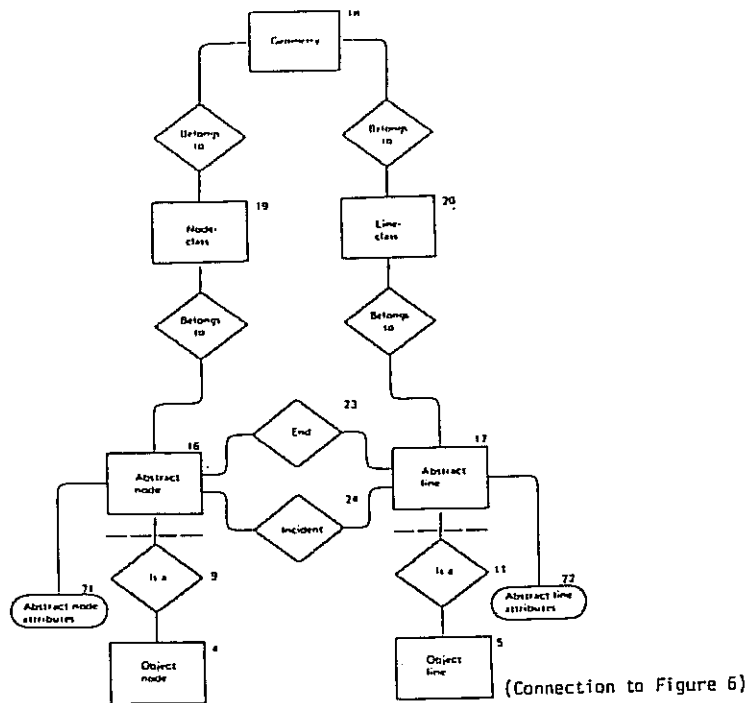 18
Geometry
Belongs
to
Belongs
to
19
20
Node-
class
Line-
class
Belongs
to
Belongs
to
23
End
16
17
Abstract
node
Abstract
line
24
Incident
Is a
9
Is a
11
21
Abstract node
attributes
22
Abstract line
attributes
4
Object
node
5
Object
line
(Connection to Figure 6)